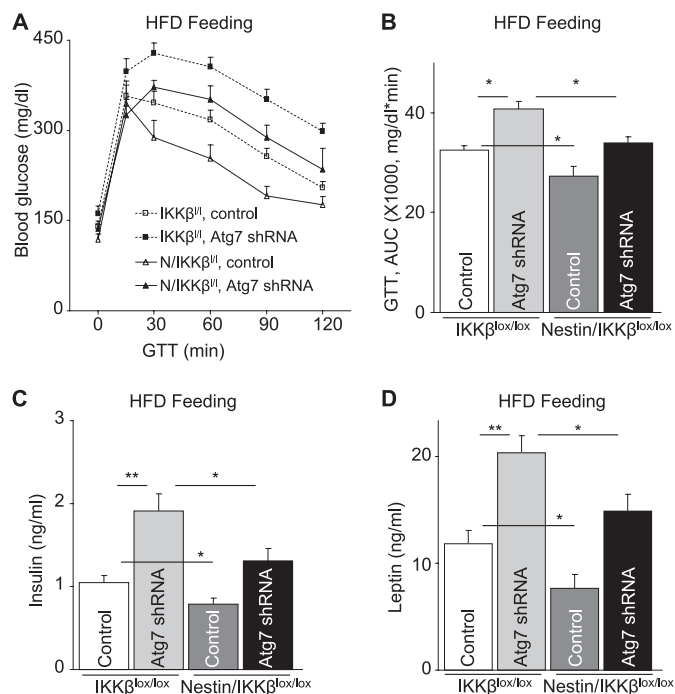 A
HFD Feeding
Blood glucose (mg/dl)
450
300
150
0
IKKβl/l, control
IKKβl/l, Atg7 shRNA
N/IKKβl/l, control
N/IKKβl/l, Atg7 shRNA
0 30 60 90 120
GTT (min)
B
HFD Feeding
GTT, AUC (X1000, mg/dl*min)
40
20
0
*
*
*
Control
Atg7 shRNA
Control
Atg7 shRNA
IKKβlox/lox Nestin/IKKβlox/lox
C
HFD Feeding
Insulin (ng/ml)
3
2
1
0
**
*
*
Control
Atg7 shRNA
Control
Atg7 shRNA
IKKβlox/lox Nestin/IKKβlox/lox
D
HFD Feeding
Leptin (ng/ml)
20
10
0
**
*
*
Control
Atg7 shRNA
Control
Atg7 shRNA
IKKβlox/lox Nestin/IKKβlox/lox